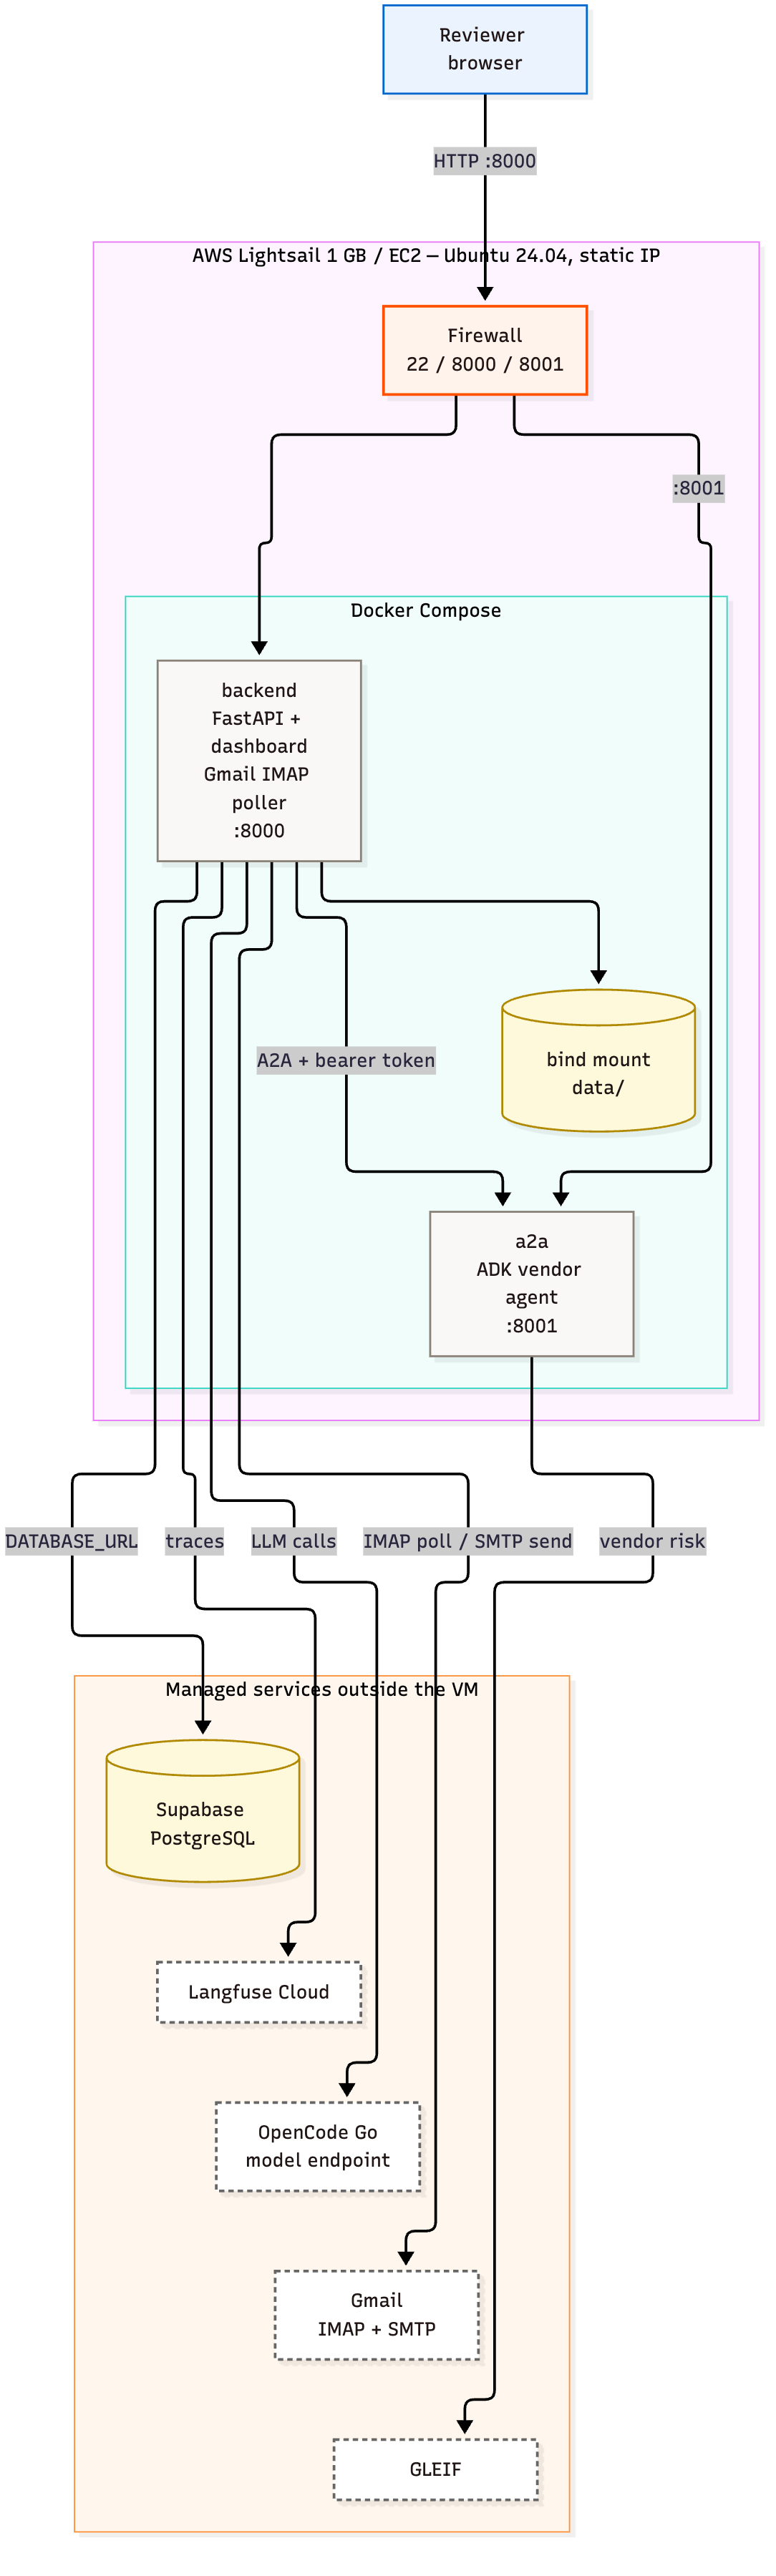 Reviewer
browser
HTTP :8000
AWS Lightsail 1 GB / EC2 — Ubuntu 24.04, static IP
Firewall
22 / 8000 / 8001
:8001
Docker Compose
backend
FastAPI +
dashboard
Gmail IMAP
poller
:8000
A2A + bearer token
bind mount
data/
a2a
ADK vendor
agent
:8001
DATABASE_URL
traces
LLM calls
IMAP poll / SMTP send
vendor risk
Managed services outside the VM
Supabase
PostgreSQL
Langfuse Cloud
OpenCode Go
model endpoint
Gmail
IMAP + SMTP
GLEIF